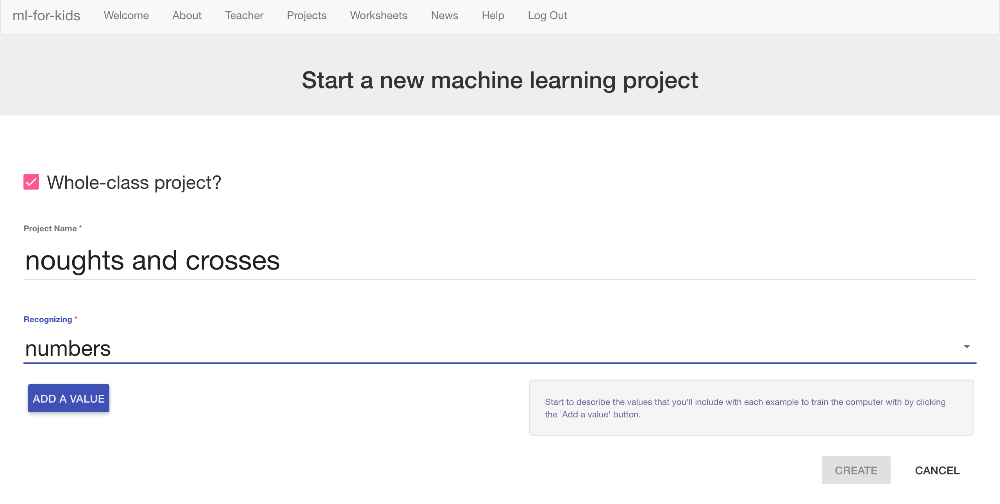 ml-for-kids Welcome About Teacher Projects Worksheets News Help Log Out
Start a new machine learning project
Whole-class project?
Project Name *
noughts and crosses
Recognizing *
numbers
ADD A VALUE
Start to describe the values that you'll include with each example to train the computer with by clicking
the 'Add a value' button.
CREATE CANCEL